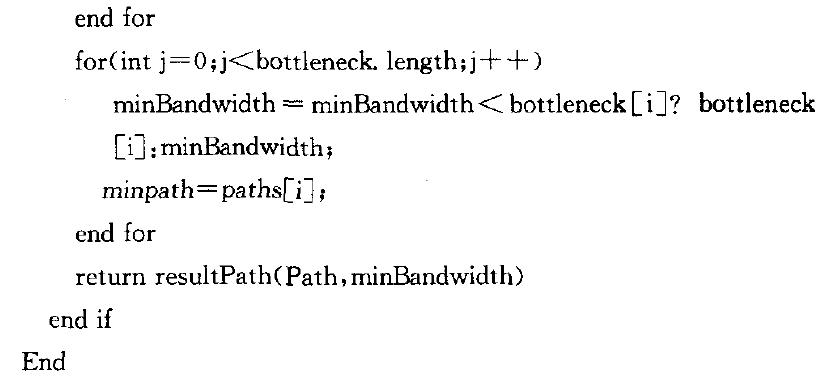 end for
for(int j=0;j<bottleneck. length;j++)
minBandwidth = minBandwidth < bottleneck[i]? bottleneck
[i]:minBandwidth;
minpath=paths[i];
end for
return resultPath(Path,minBandwidth)
end if
End